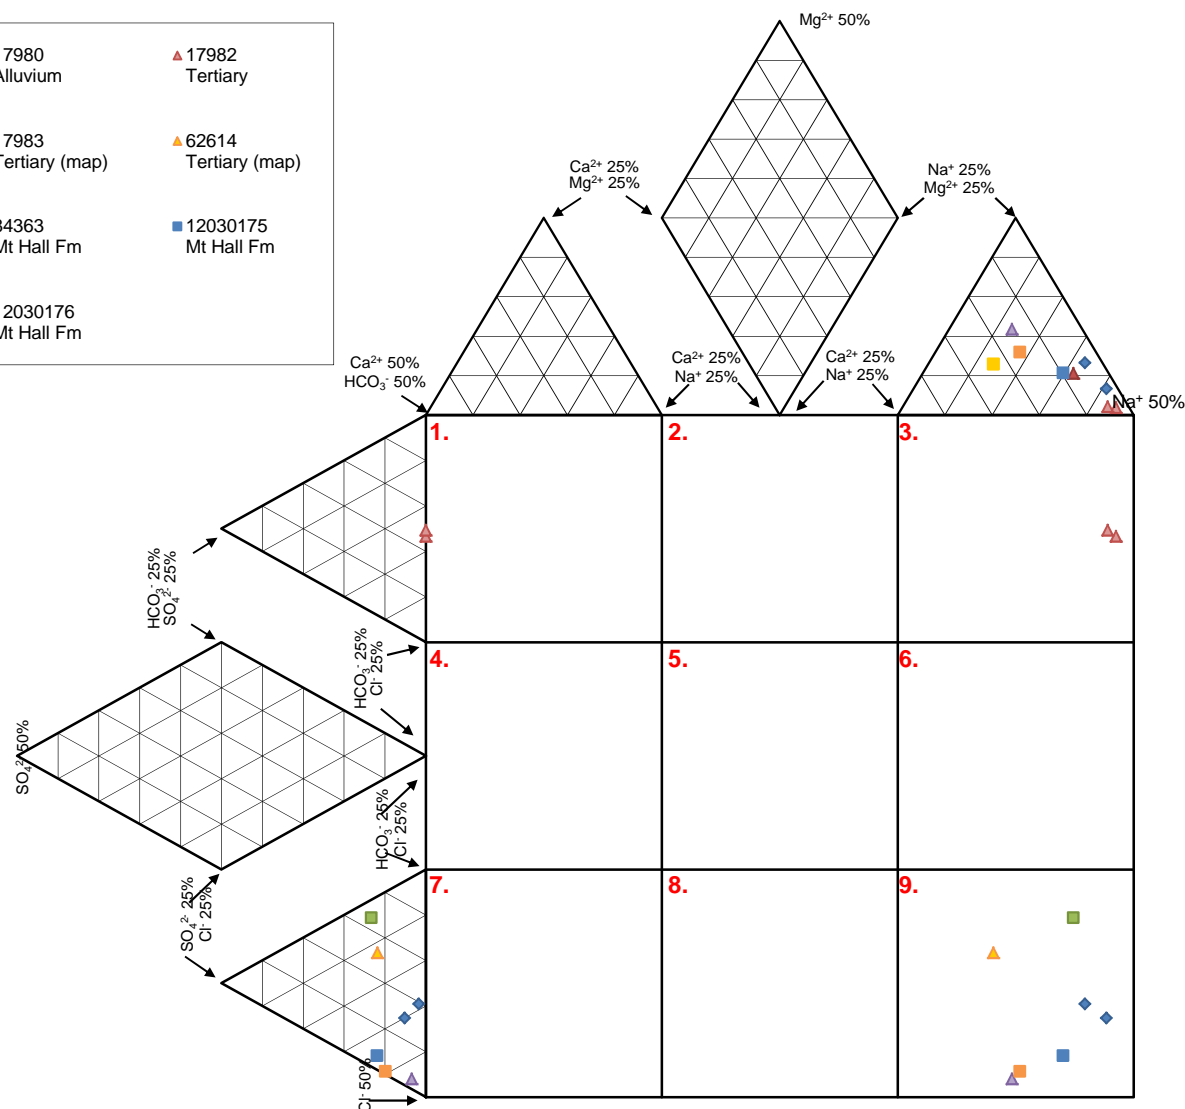 7980
Alluvium
17982
Tertiary
7983
Tertiary (map)
62614
Tertiary (map)
34363
Mt Hall Fm
12030175
Mt Hall Fm
2030176
Mt Hall Fm
Mg²⁺ 50%
Ca²⁺ 25%
Mg²⁺ 25%
Na⁺ 25%
Mg²⁺ 25%
Ca²⁺ 50%
HCO₃⁻ 50%
Ca²⁺ 25%
Na⁺ 25%
Ca²⁺ 25%
Na⁺ 25%
Na⁺ 50%
1.
2.
3.
HCO₃⁻ 25%
SO₄²⁻ 25%
HCO₃⁻ 25%
Cl⁻ 25%
4.
5.
6.
SO₄²⁻ 50%
HCO₃⁻ 25%
Cl⁻ 25%
7.
8.
9.
SO₄²⁻ 25%
Cl⁻ 25%
Cl⁻ 50%